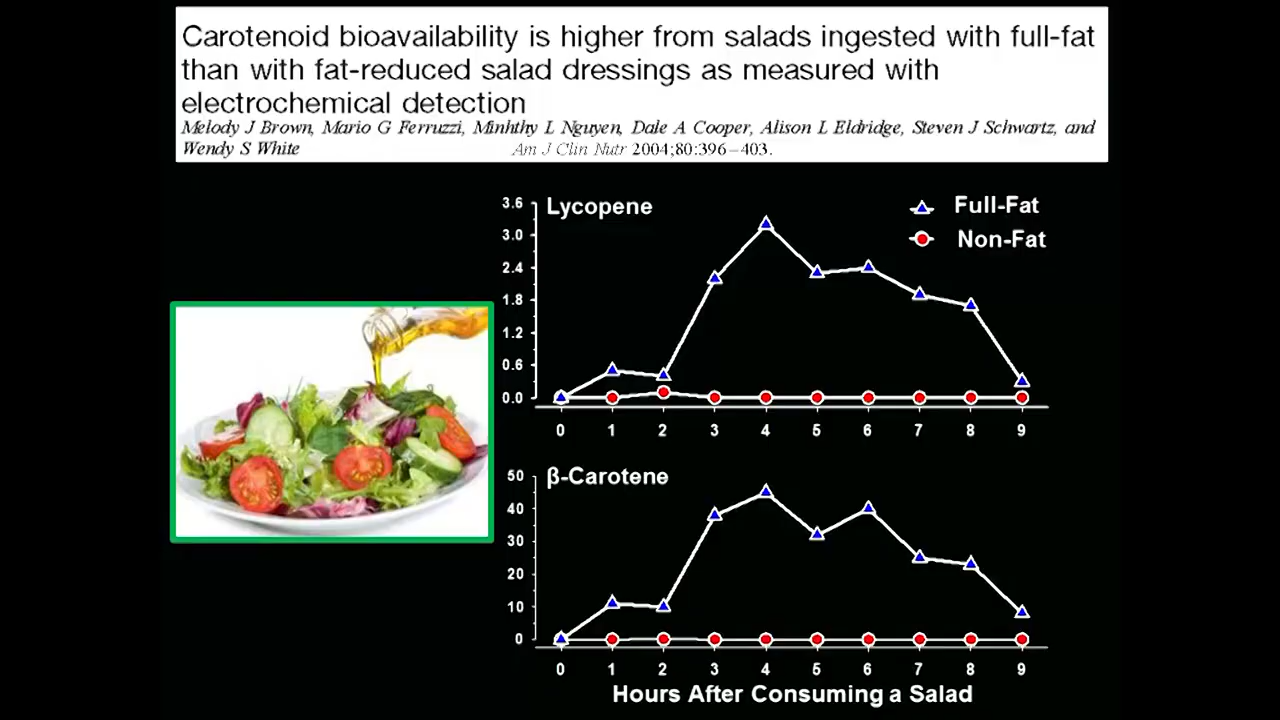 Carotenoid bioavailability is higher from salads ingested with full-fat
than with fat-reduced salad dressings as measured with
electrochemical detection
Melody J Brown, Mario G Ferruzzi, Minhthy L Nguyen, Dale A Cooper, Alison L Eldridge, Steven J Schwartz, and
Wendy S White Am J Clin Nutr 2004;80:396–403.
Lycopene
Full-Fat
Non-Fat
3.6
3.0
2.4
1.8
1.2
0.6
0.0
0 1 2 3 4 5 6 7 8 9
β-Carotene
50
40
30
20
10
0
0 1 2 3 4 5 6 7 8 9
Hours After Consuming a Salad